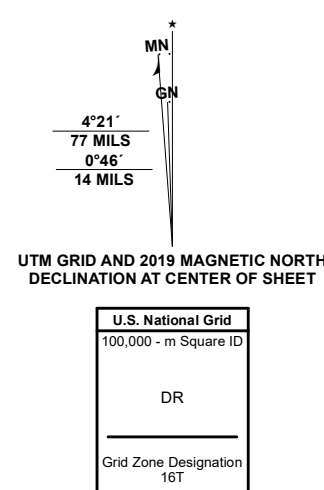 MN
GN
4°21´
77 MILS
0°46´
14 MILS
UTM GRID AND 2019 MAGNETIC NORTH
DECLINATION AT CENTER OF SHEET
U.S. National Grid
100,000 - m Square ID
DR
Grid Zone Designation
16T